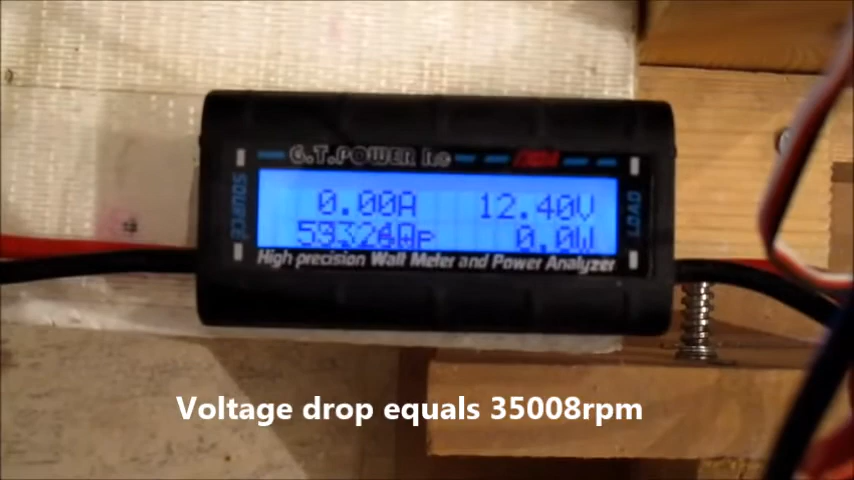 G.T.POWER RC
SOURCE
LOAD
0.00A 12.40V
0.0W
High precision Watt Meter and Power Analyzer
Voltage drop equals 35008rpm